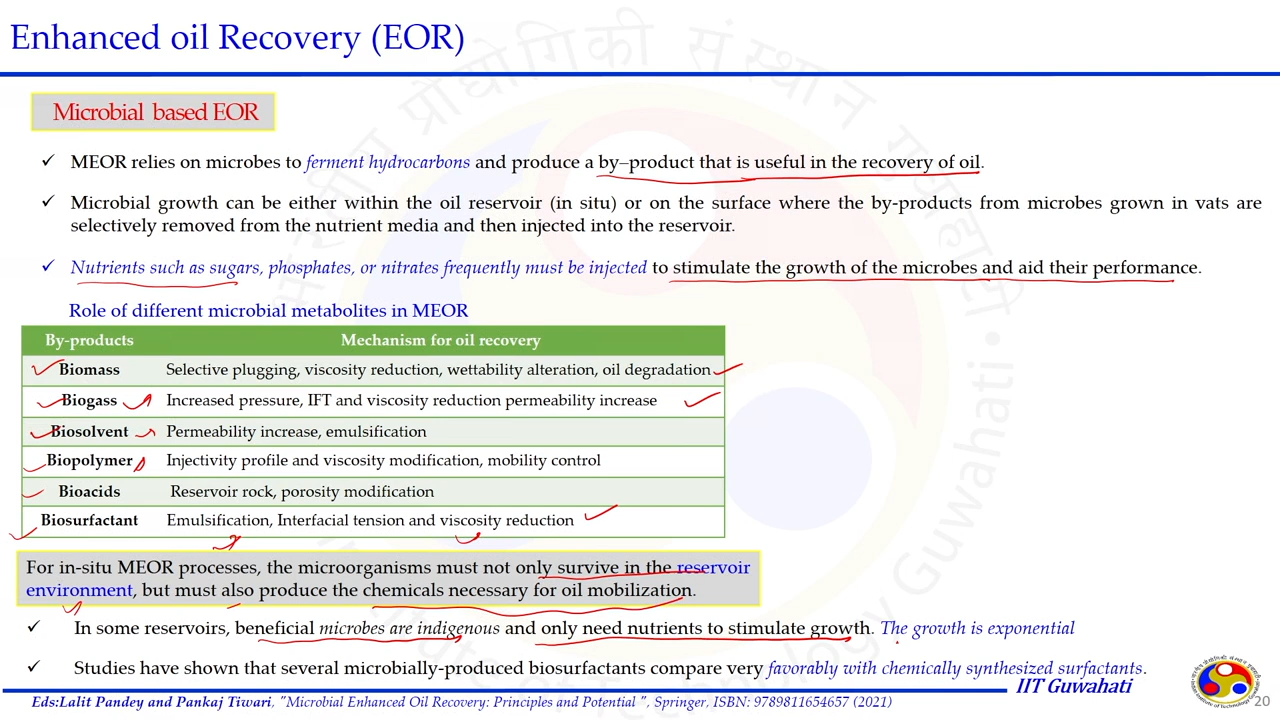 Enhanced oil Recovery (EOR)
Microbial based EOR
✓ MEOR relies on microbes to ferment hydrocarbons and produce a by–product that is useful in the recovery of oil.
✓ Microbial growth can be either within the oil reservoir (in situ) or on the surface where the by-products from microbes grown in vats are
selectively removed from the nutrient media and then injected into the reservoir.
✓ Nutrients such as sugars, phosphates, or nitrates frequently must be injected to stimulate the growth of the microbes and aid their performance.
Role of different microbial metabolites in MEOR
By-products Mechanism for oil recovery
Biomass Selective plugging, viscosity reduction, wettability alteration, oil degradation
Biogass Increased pressure, IFT and viscosity reduction permeability increase
Biosolvent Permeability increase, emulsification
Biopolymer Injectivity profile and viscosity modification, mobility control
Bioacids Reservoir rock, porosity modification
Biosurfactant Emulsification, Interfacial tension and viscosity reduction
For in-situ MEOR processes, the microorganisms must not only survive in the reservoir
environment, but must also produce the chemicals necessary for oil mobilization.
✓ In some reservoirs, beneficial microbes are indigenous and only need nutrients to stimulate growth. The growth is exponential
✓ Studies have shown that several microbially-produced biosurfactants compare very favorably with chemically synthesized surfactants.
IIT Guwahati
Eds:Lalit Pandey and Pankaj Tiwari, "Microbial Enhanced Oil Recovery: Principles and Potential ", Springer, ISBN: 9789811654657 (2021)
20